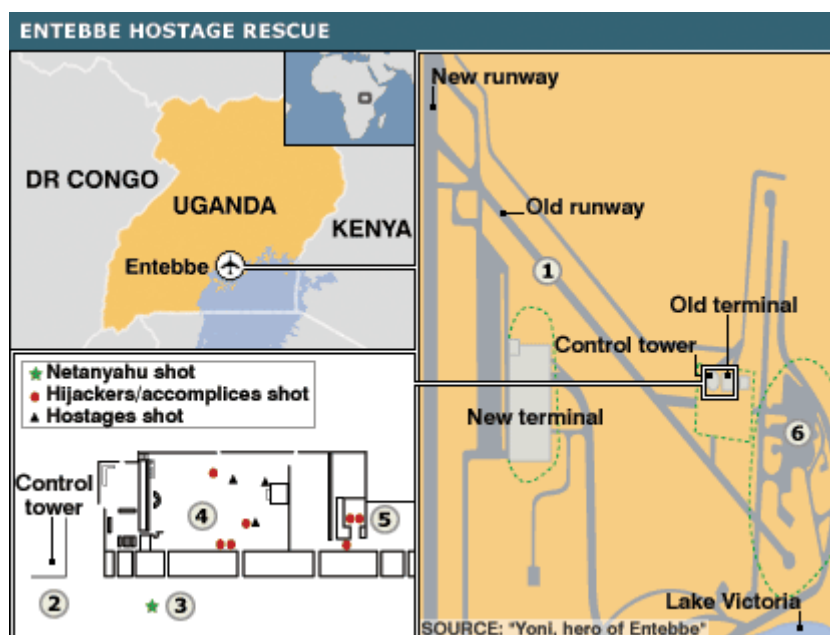 ENTEBBE HOSTAGE RESCUE
DR CONGO
UGANDA
KENYA
Entebbe
New runway
Old runway
1
Old terminal
Control tower
New terminal
6
Lake Victoria
SOURCE: "Yoni, hero of Entebbe"
Netanyahu shot
Hijackers/accomplices shot
Hostages shot
Control
tower
4
5
2
3